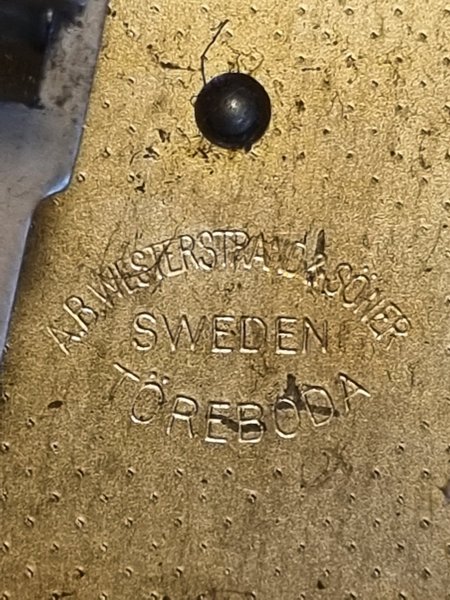 A.B. WESTERSTRAND & SÖNER
SWEDEN
TÖREBODA